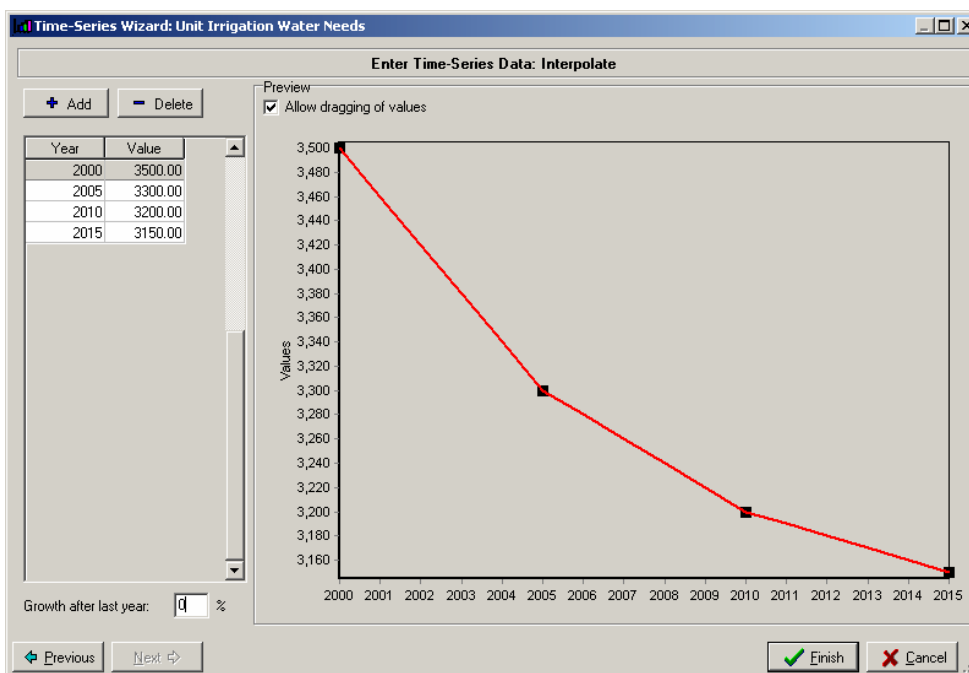 Time-Series Wizard: Unit Irrigation Water Needs
Enter Time-Series Data: Interpolate
Add Delete
Year Value
2000 3500.00
2005 3300.00
2010 3200.00
2015 3150.00
Growth after last year: 0 %
Preview
Allow dragging of values
Values
3,500
3,480
3,460
3,440
3,420
3,400
3,380
3,360
3,340
3,320
3,300
3,280
3,260
3,240
3,220
3,200
3,180
3,160
2000 2001 2002 2003 2004 2005 2006 2007 2008 2009 2010 2011 2012 2013 2014 2015
Previous Next Finish Cancel